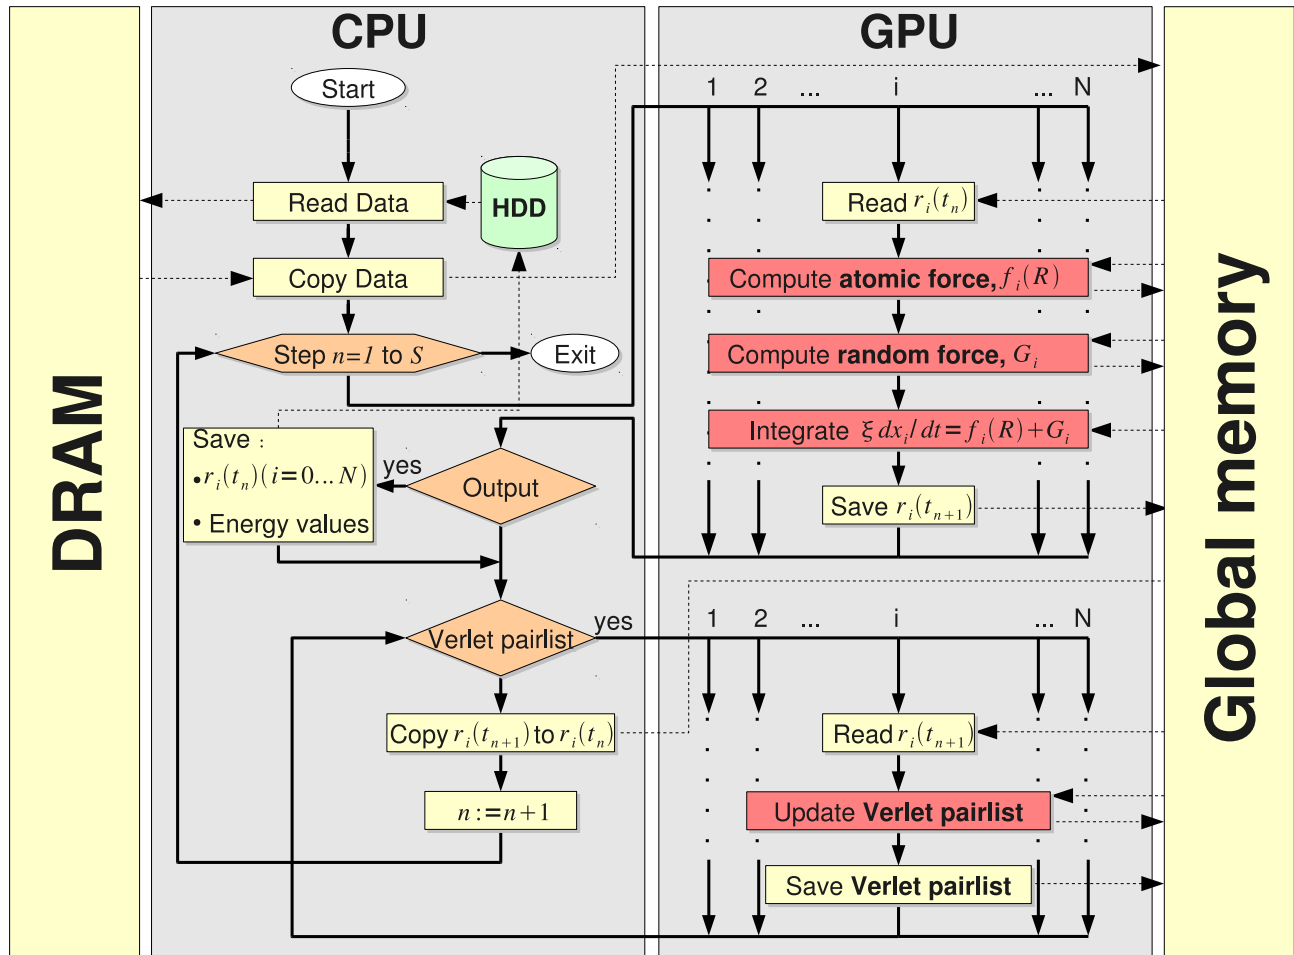 DRAM
CPU
Start
Read Data
HDD
Copy Data
Step n=1 to S
Exit
Save :
•r_i(t_n)(i=0...N)
• Energy values
yes
Output
Verlet pairlist
yes
Copy r_i(t_{n+1}) to r_i(t_n)
n:=n+1
GPU
1 2 ... i ... N
Read r_i(t_n)
Compute atomic force, f_i(R)
Compute random force, G_i
Integrate ξ dx_i/dt=f_i(R)+G_i
Save r_i(t_{n+1})
1 2 ... i ... N
Read r_i(t_{n+1})
Update Verlet pairlist
Save Verlet pairlist
Global memory